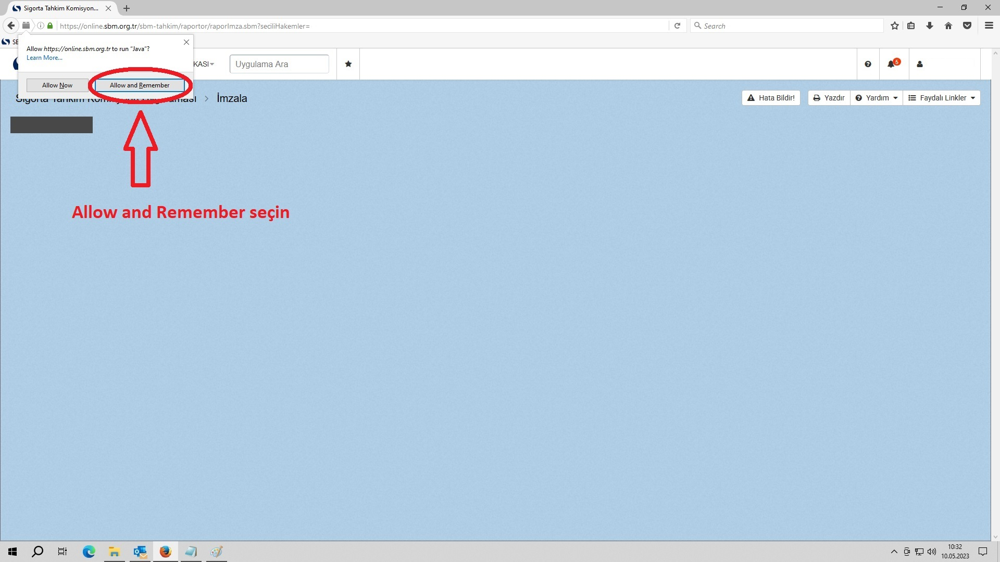 Sigorta Tahkim Komisyon...
https://online.sbm.org.tr/sbm-tahkim/raportor/raporImza.sbm?seciliHakemler=
Search
SB
Allow https://online.sbm.org.tr to run "Java"?
Learn More...
Allow Now
Allow and Remember
KASI
Uygulama Ara
5
Sigorta Tahkim
İmzala
Hata Bildir!
Yazdır
Yardım
Faydalı Linkler
Allow and Remember seçin
10:32
10.05.2023